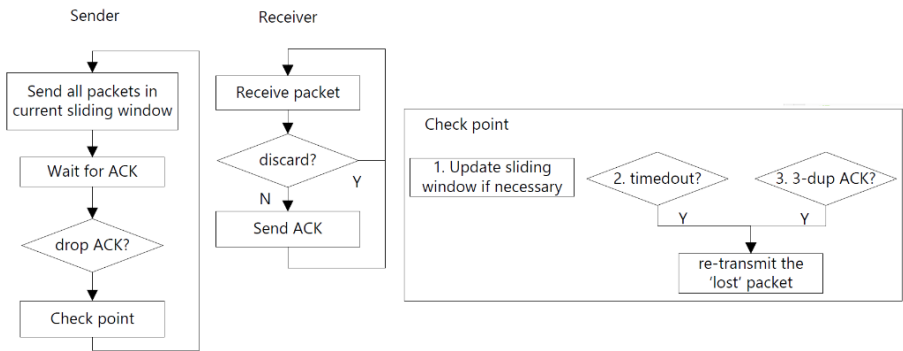 Sender
Send all packets in
current sliding window
Wait for ACK
drop ACK?
Check point
Receiver
Receive packet
discard?
Y
N
Send ACK
Check point
1. Update sliding
window if necessary
2. timedout?
3. 3-dup ACK?
Y
Y
re-transmit the
‘lost’ packet